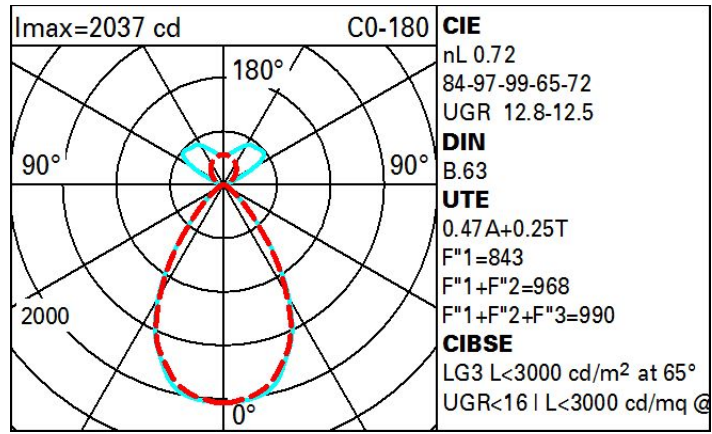 Imax=2037 cd C0-180
180°
90° 90°
2000
0°
CIE
nL 0.72
84-97-99-65-72
UGR 12.8-12.5
DIN
B.63
UTE
0.47A+0.25T
F"1=843
F"1+F"2=968
F"1+F"2+F"3=990
CIBSE
LG3 L<3000 cd/m² at 65°
UGR<16 | L<3000 cd/mq @